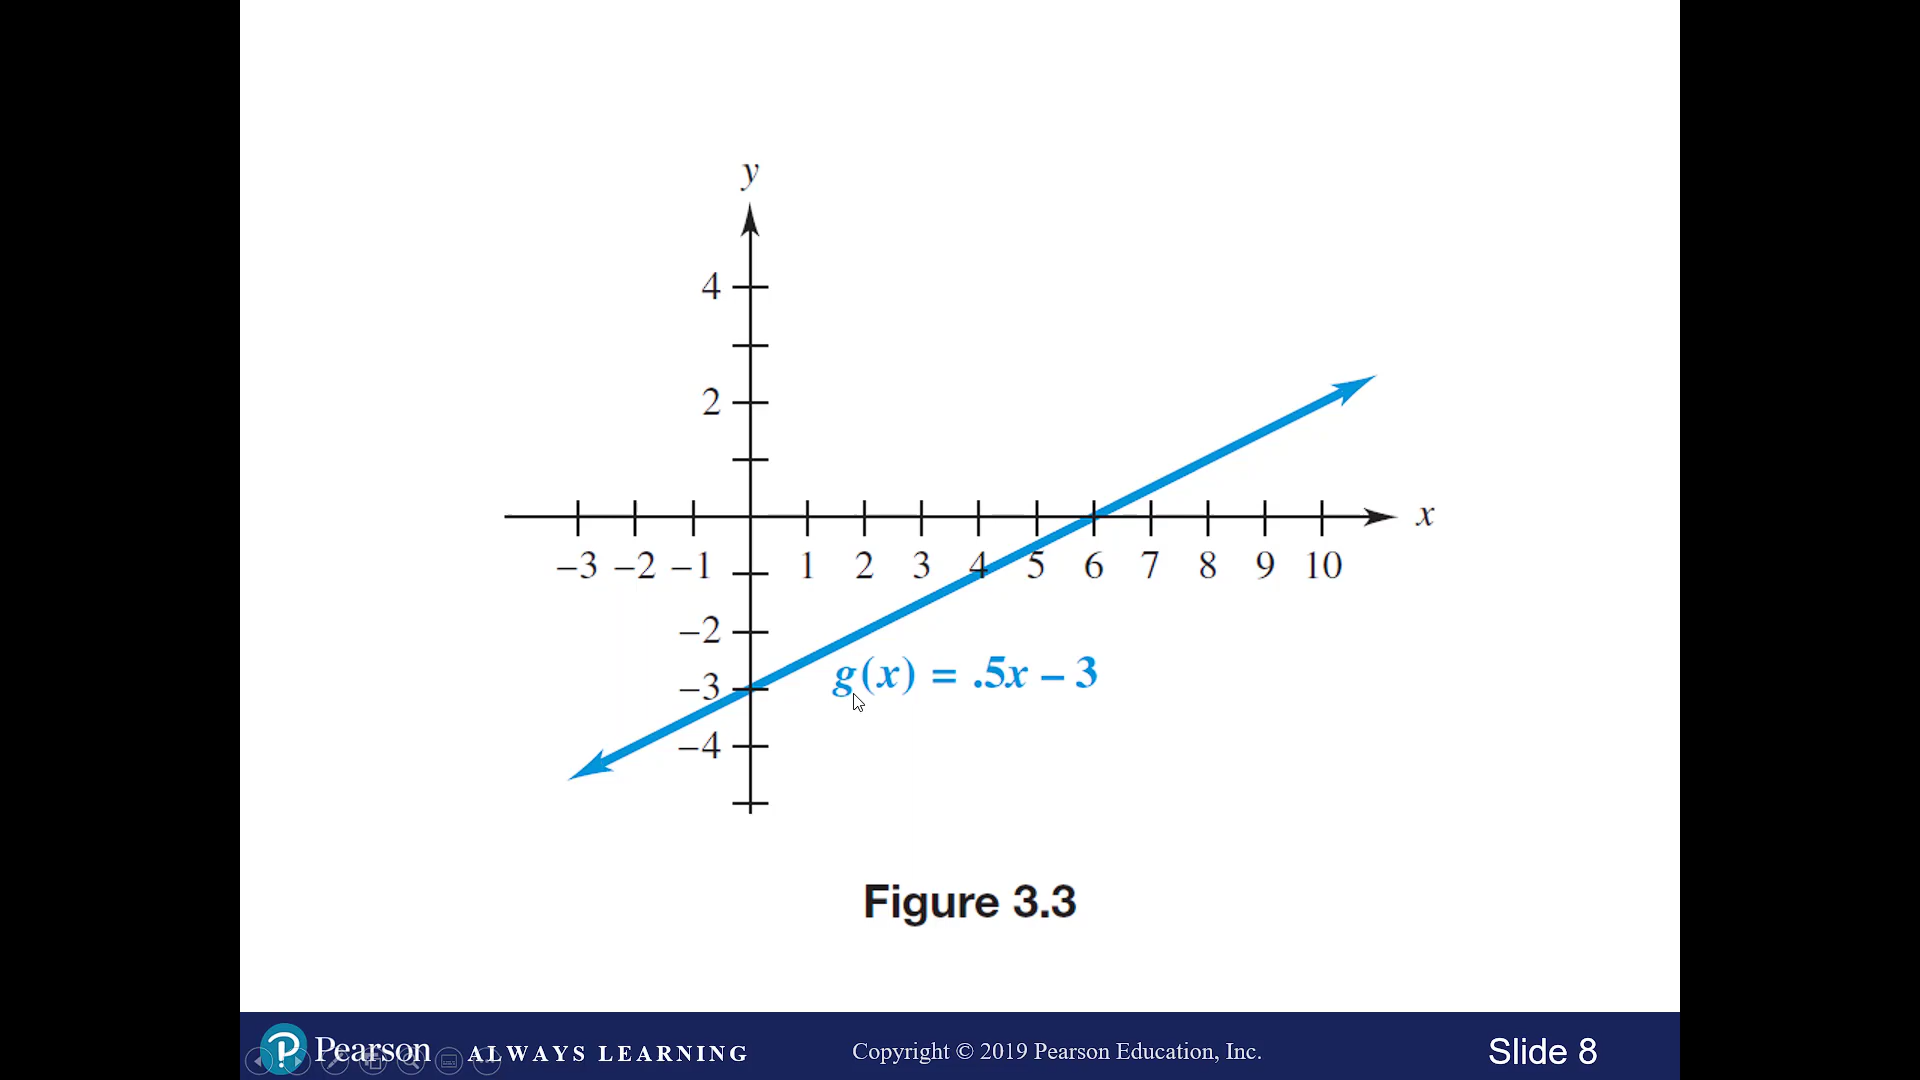 y
4
2
x
−3 −2 −1 1 2 3 4 5 6 7 8 9 10
−2
g(x) = .5x − 3
−3
−4
Figure 3.3
Pearson ALWAYS LEARNING Copyright © 2019 Pearson Education, Inc. Slide 8